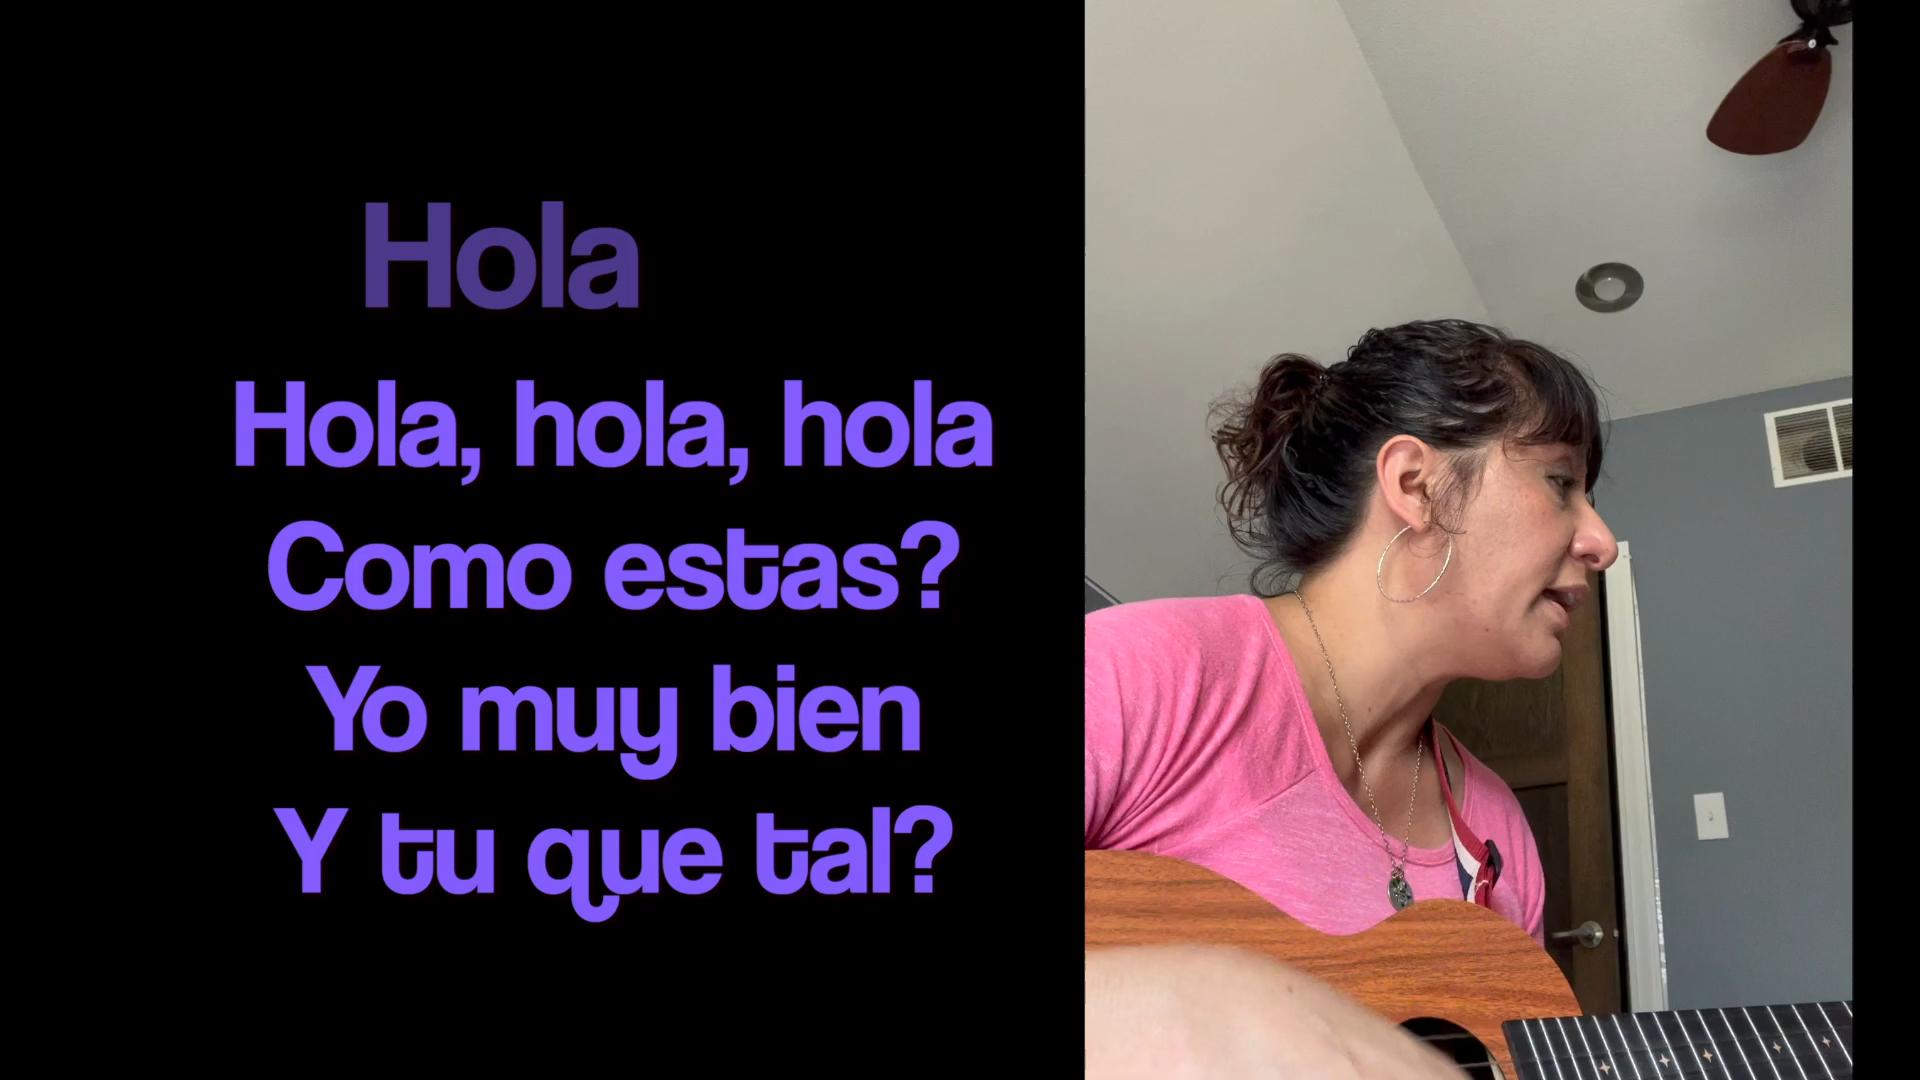 Hola
Hola, hola, hola
Como estas?
Yo muy bien
Y tu que tal?